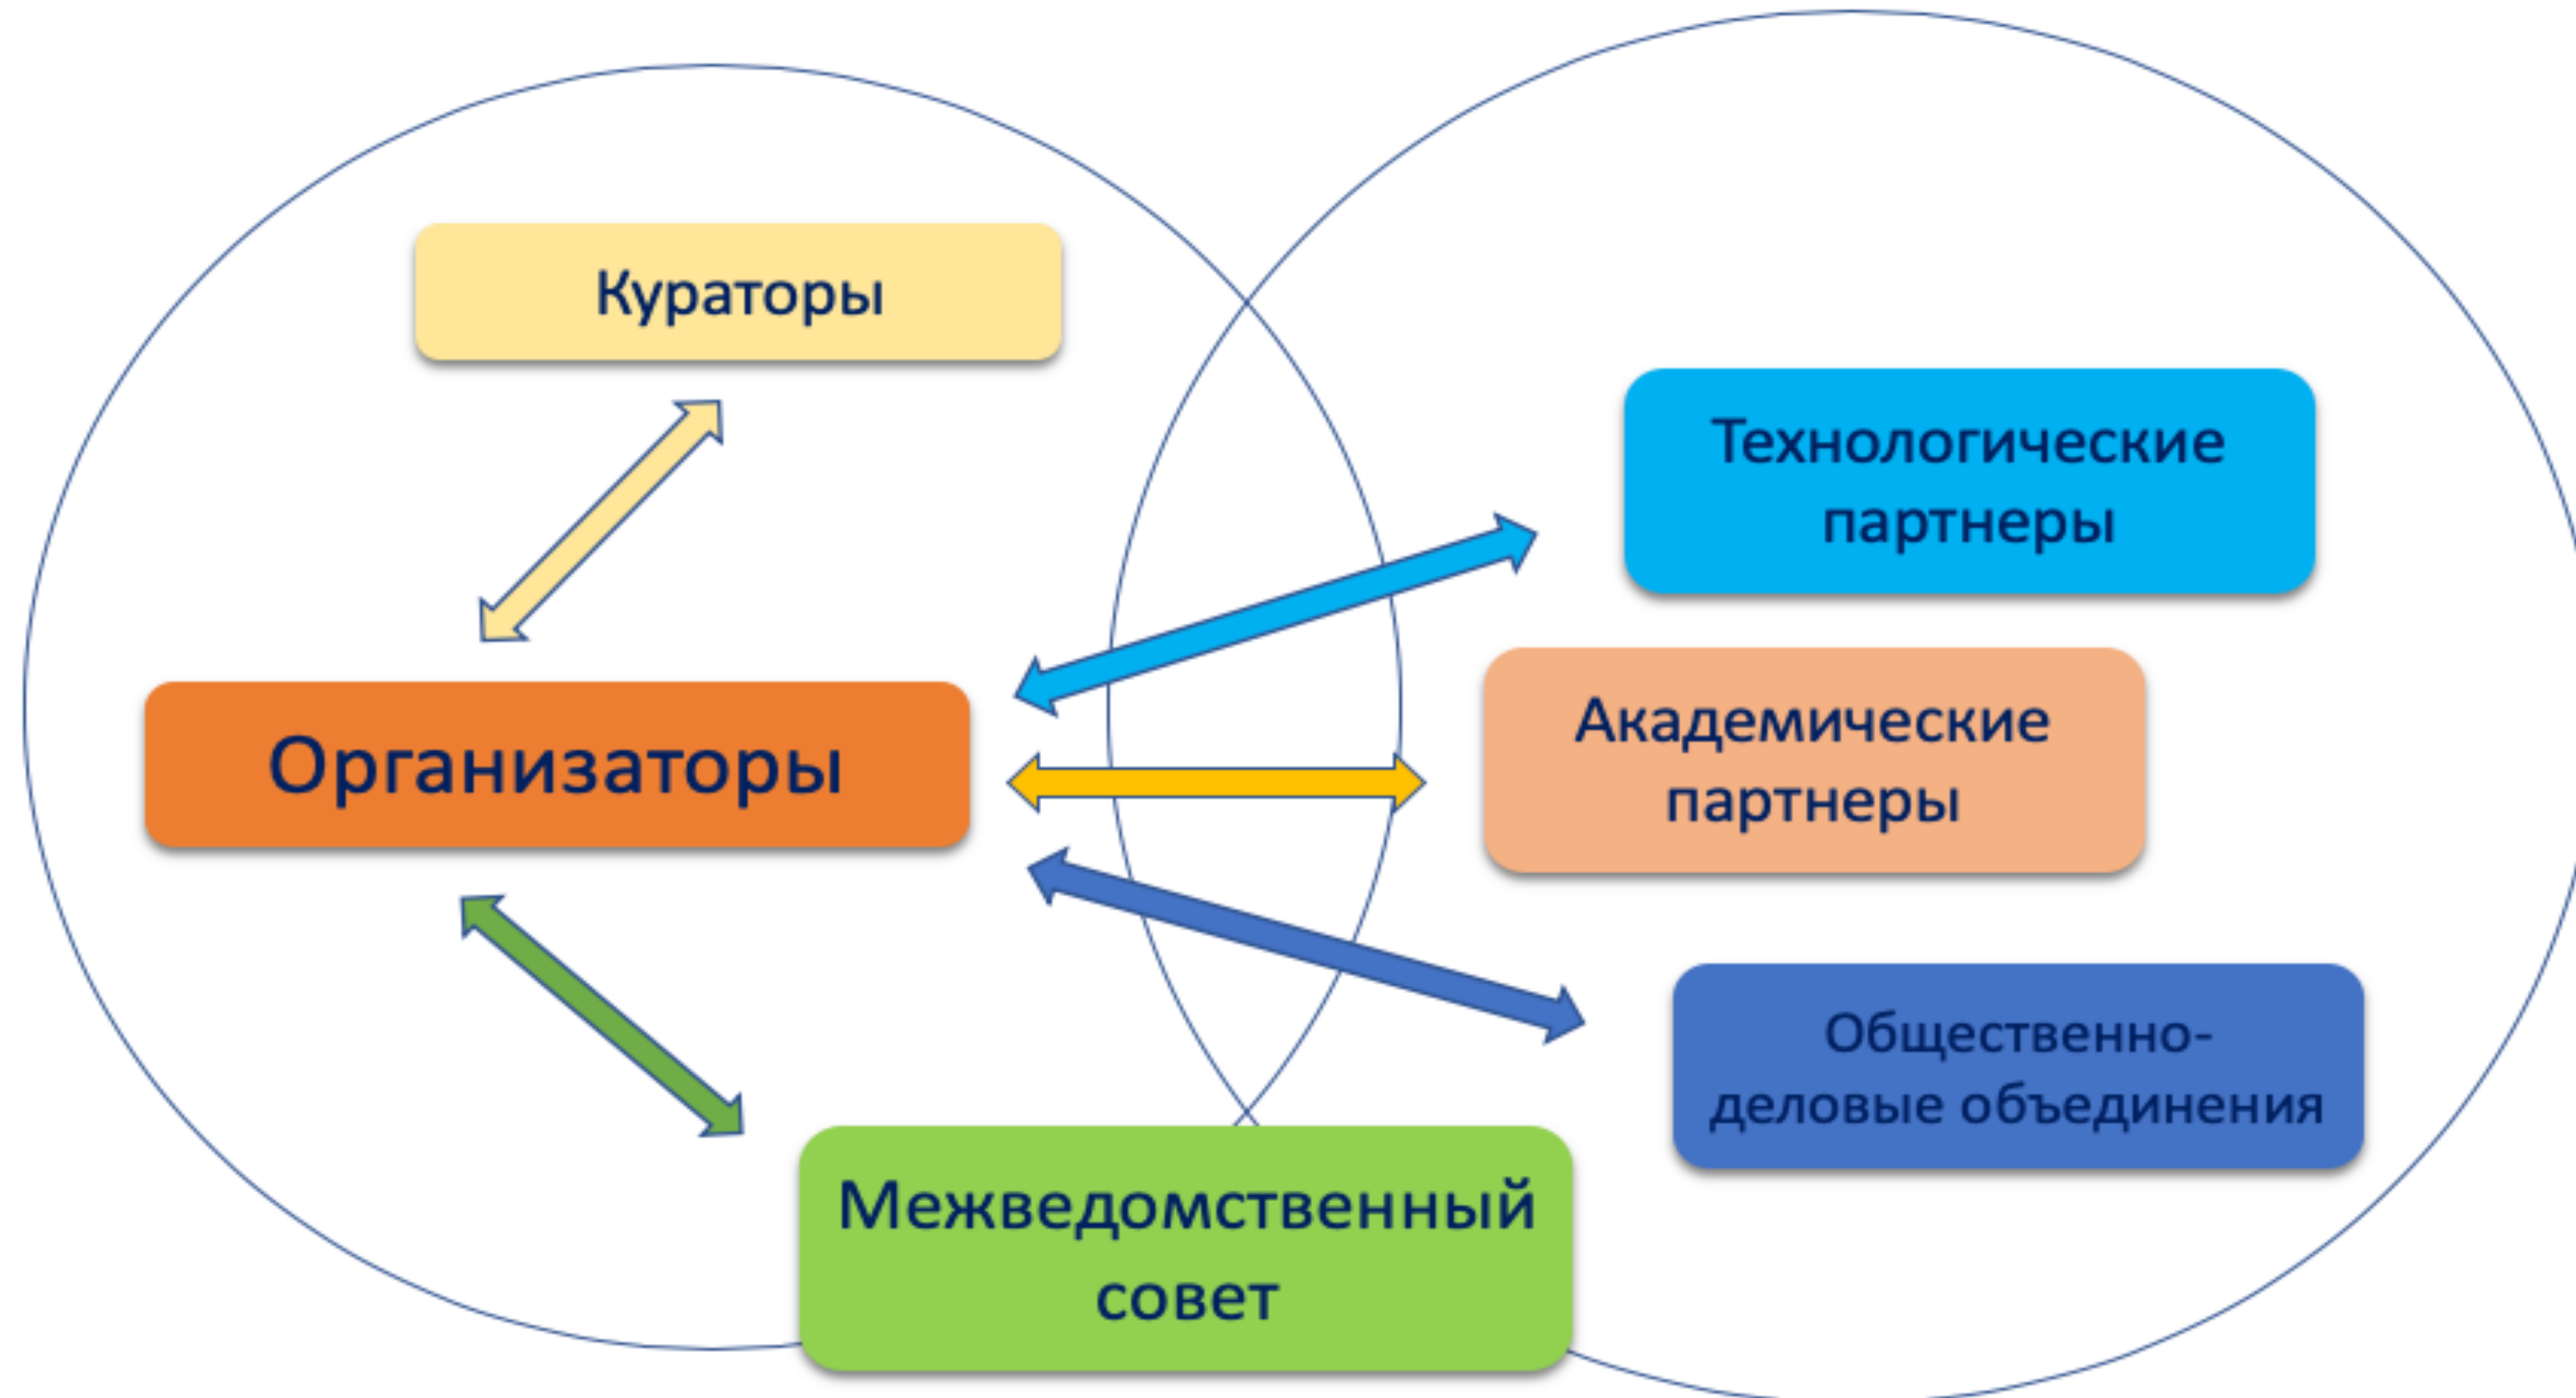 Кураторы
Технологические
партнеры
Организаторы
Академические
партнеры
Общественно-
деловые объединения
Межведомственный
совет